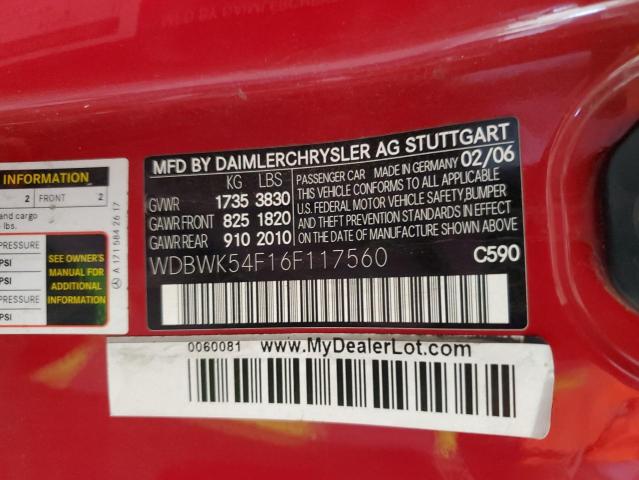 MFD BY DAIMLERCHRYSLER AG STUTTGART
MADE IN GERMANY 02/06
KG LBS
GVWR 1735 3830
GAWR FRONT 825 1820
GAWR REAR 910 2010
PASSENGER CAR
THIS VEHICLE CONFORMS TO ALL APPLICABLE
U.S. FEDERAL MOTOR VEHICLE SAFETY, BUMPER
AND THEFT PREVENTION STANDARDS IN EFFECT
ON THE DATE OF MANUFACTURE SHOWN ABOVE
WDBWK54F16F117560
C590
INFORMATION
2 FRONT 2
and cargo
lbs.
PRESSURE
PSI
PRESSURE
PSI
SEE OWNER'S
MANUAL FOR
ADDITIONAL
INFORMATION
A 171 584 26 17
0060081
www.MyDealerLot.com